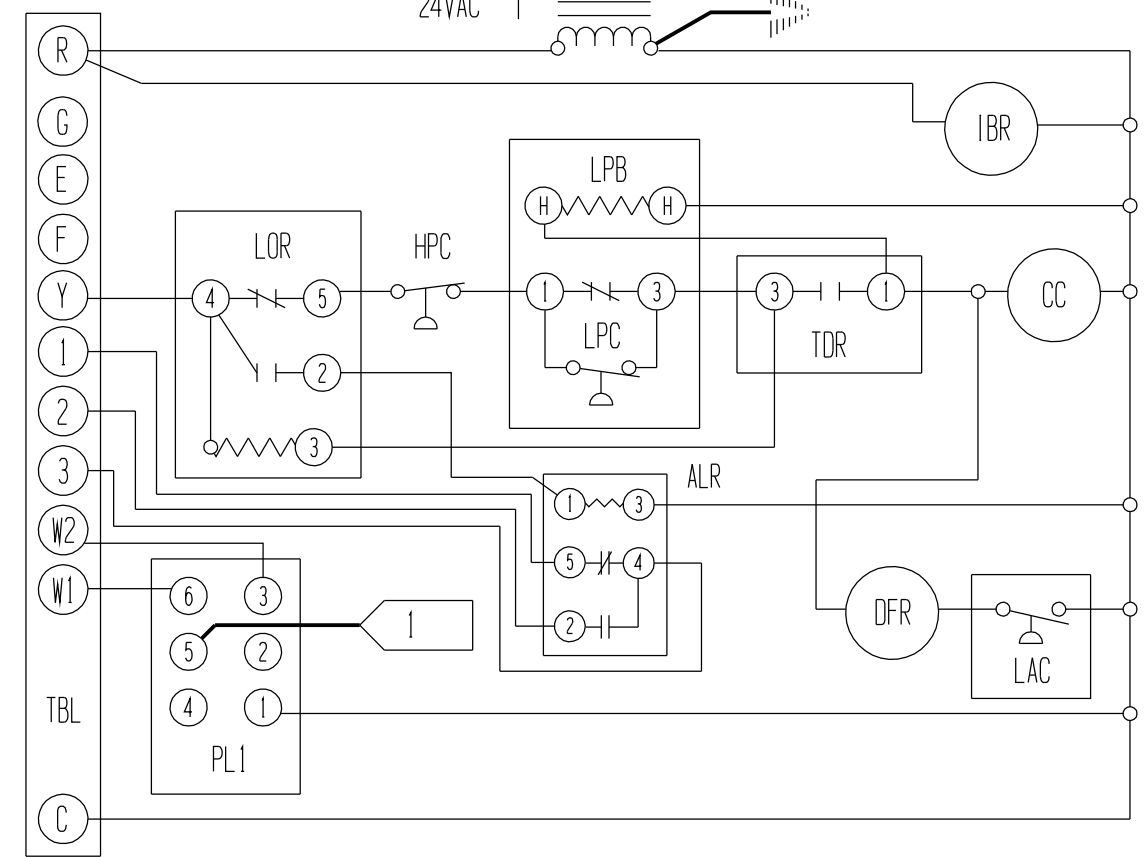 24VAC
R
IBR
G
LPB
E
H H
F
LOR HPC
Y 4 5 1 3 3 1 CC
LPC TDR
1
2
2
3
3
ALR
1 3
W2
5 4
W1 6 3
2 1 DFR
5 2
LAC
4 1
TBL
PL1
C